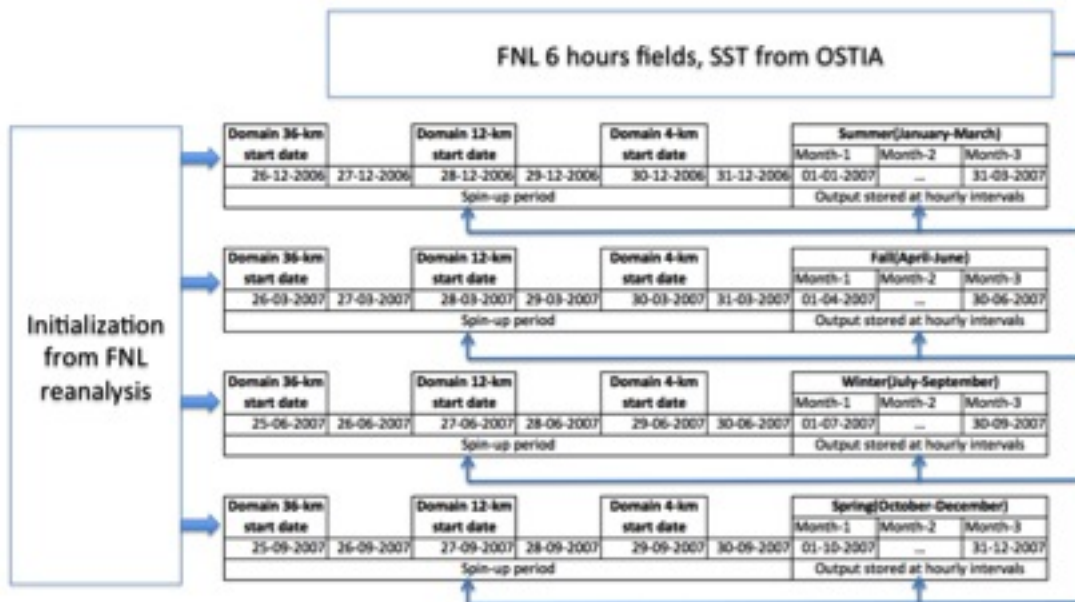 FNL 6 hours fields, SST from OSTIA
Initialization
from FNL
reanalysis
Domain 36-km Domain 12-km Domain 4-km Summer(January-March)
start date start date start date Month-1 Month-2 Month-3
26-12-2006 27-12-2006 28-12-2006 29-12-2006 30-12-2006 31-12-2006 01-01-2007 ... 31-03-2007
Spin-up period Output stored at hourly intervals
Domain 36-km Domain 12-km Domain 4-km Fall(April-June)
start date start date start date Month-1 Month-2 Month-3
26-03-2007 27-03-2007 28-03-2007 29-03-2007 30-03-2007 31-03-2007 01-04-2007 ... 30-06-2007
Spin-up period Output stored at hourly intervals
Domain 36-km Domain 12-km Domain 4-km Winter(July-September)
start date start date start date Month-1 Month-2 Month-3
25-06-2007 26-06-2007 27-06-2007 28-06-2007 29-06-2007 30-06-2007 01-07-2007 ... 30-09-2007
Spin-up period Output stored at hourly intervals
Domain 36-km Domain 12-km Domain 4-km Spring(October-December)
start date start date start date Month-1 Month-2 Month-3
25-09-2007 26-09-2007 27-09-2007 28-09-2007 29-09-2007 30-09-2007 01-10-2007 ... 31-12-2007
Spin-up period Output stored at hourly intervals